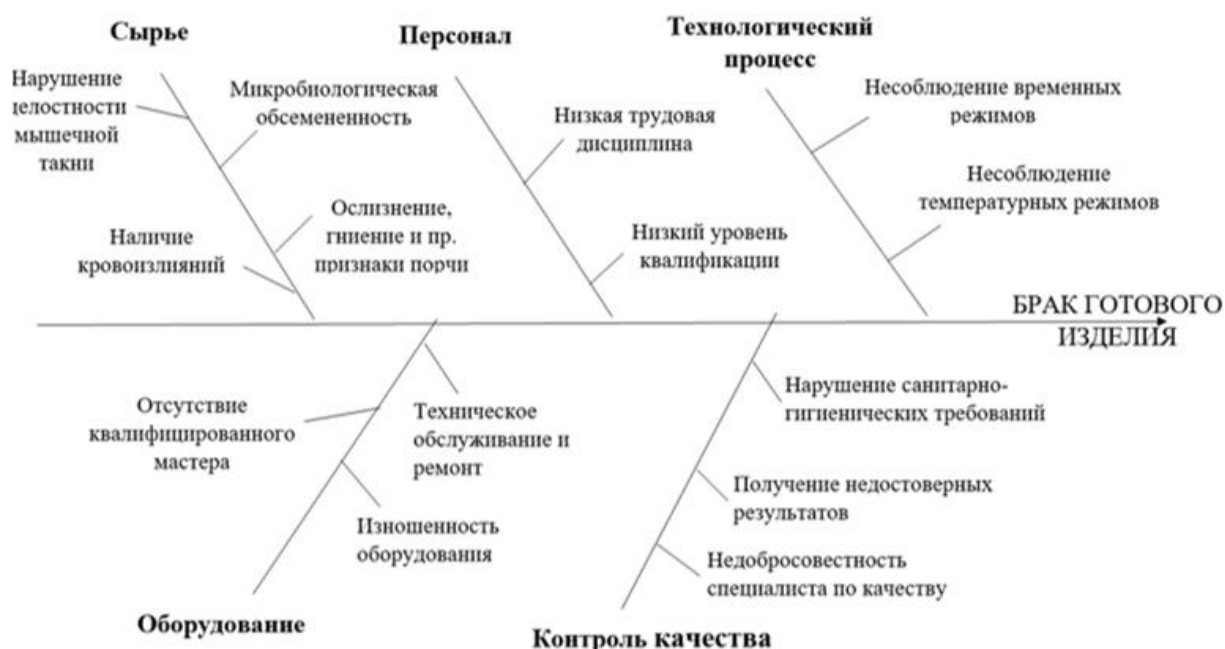 Сырье
Нарушение
целостности
мышечной
такни
Микробиологическая
обсемененность
Наличие
кровоизлияний
Ослизнение,
гниение и пр.
признаки порчи
Персонал
Низкая трудовая
дисциплина
Низкий уровень
квалификации
Технологический
процесс
Несоблюдение временных
режимов
Несоблюдение
температурных режимов
БРАК ГОТОВОГО
ИЗДЕЛИЯ
Отсутствие
квалифицированного
мастера
Техническое
обслуживание и
ремонт
Изношенность
оборудования
Оборудование
Нарушение санитарно-
гигиенических требований
Получение недостоверных
результатов
Недобросовестность
специалиста по качеству
Контроль качества